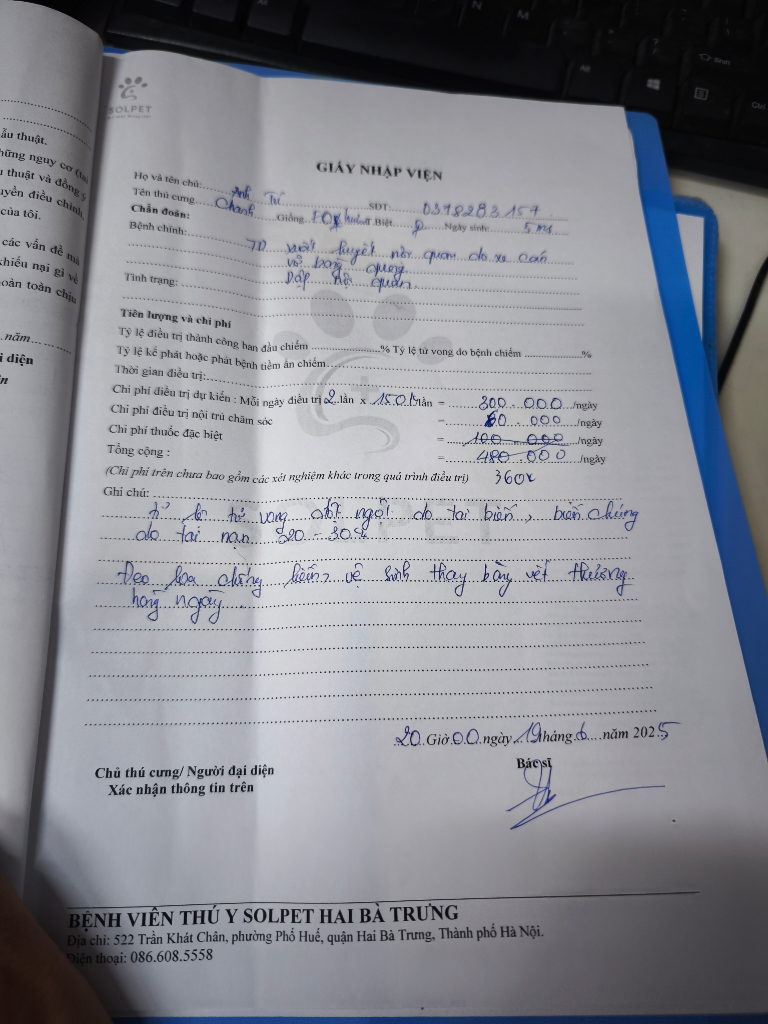 ẫu thuật.
hững nguy cơ (tai
thuật và đồng ý
uyền điều chỉnh,
của tôi.
các vấn đề mà
khiếu nại gì về
oàn toàn chịu
năm
i diện
SOLPET
GIẤY NHẬP VIỆN
Họ và tên chủ: Anh Tú SĐT: 0378283157
Tên thú cưng Chanh Giống FOX Biệt Ngày sinh: 5
Chẩn đoán:
Bệnh chính: TD xuất huyết nội quan do xe cán
vỡ bàng quang
Tình trạng: Dập nội quan
Tiên lượng và chi phí
Tỷ lệ điều trị thành công ban đầu chiếm % Tỷ lệ tử vong do bệnh chiếm %
Tỷ lệ kế phát hoặc phát bệnh tiềm ẩn chiếm
Thời gian điều trị:
Chi phí điều trị dự kiến : Mỗi ngày điều trị 2 lần x 150k/lần = 300.000 /ngày
Chi phí điều trị nội trú chăm sóc = 60.000 /ngày
Chi phí thuốc đặc biệt = 100.000 /ngày
Tổng cộng : = 480.000 /ngày
(Chi phí trên chưa bao gồm các xét nghiệm khác trong quá trình điều trị) 360k
Ghi chú:
tỉ lệ tử vong đột ngột do tai biến, biến chứng
do tai nạn 20 - 30%
Đeo loa chống liếm, vệ sinh thay băng vết thương
hằng ngày.
20 Giờ 00 ngày 19 tháng 6 năm 2025
Chủ thú cưng/ Người đại diện Bác sĩ
Xác nhận thông tin trên
BỆNH VIỆN THÚ Y SOLPET HAI BÀ TRƯNG
Địa chỉ: 522 Trần Khát Chân, phường Phố Huế, quận Hai Bà Trưng, Thành phố Hà Nội.
Điện thoại: 086.608.5558